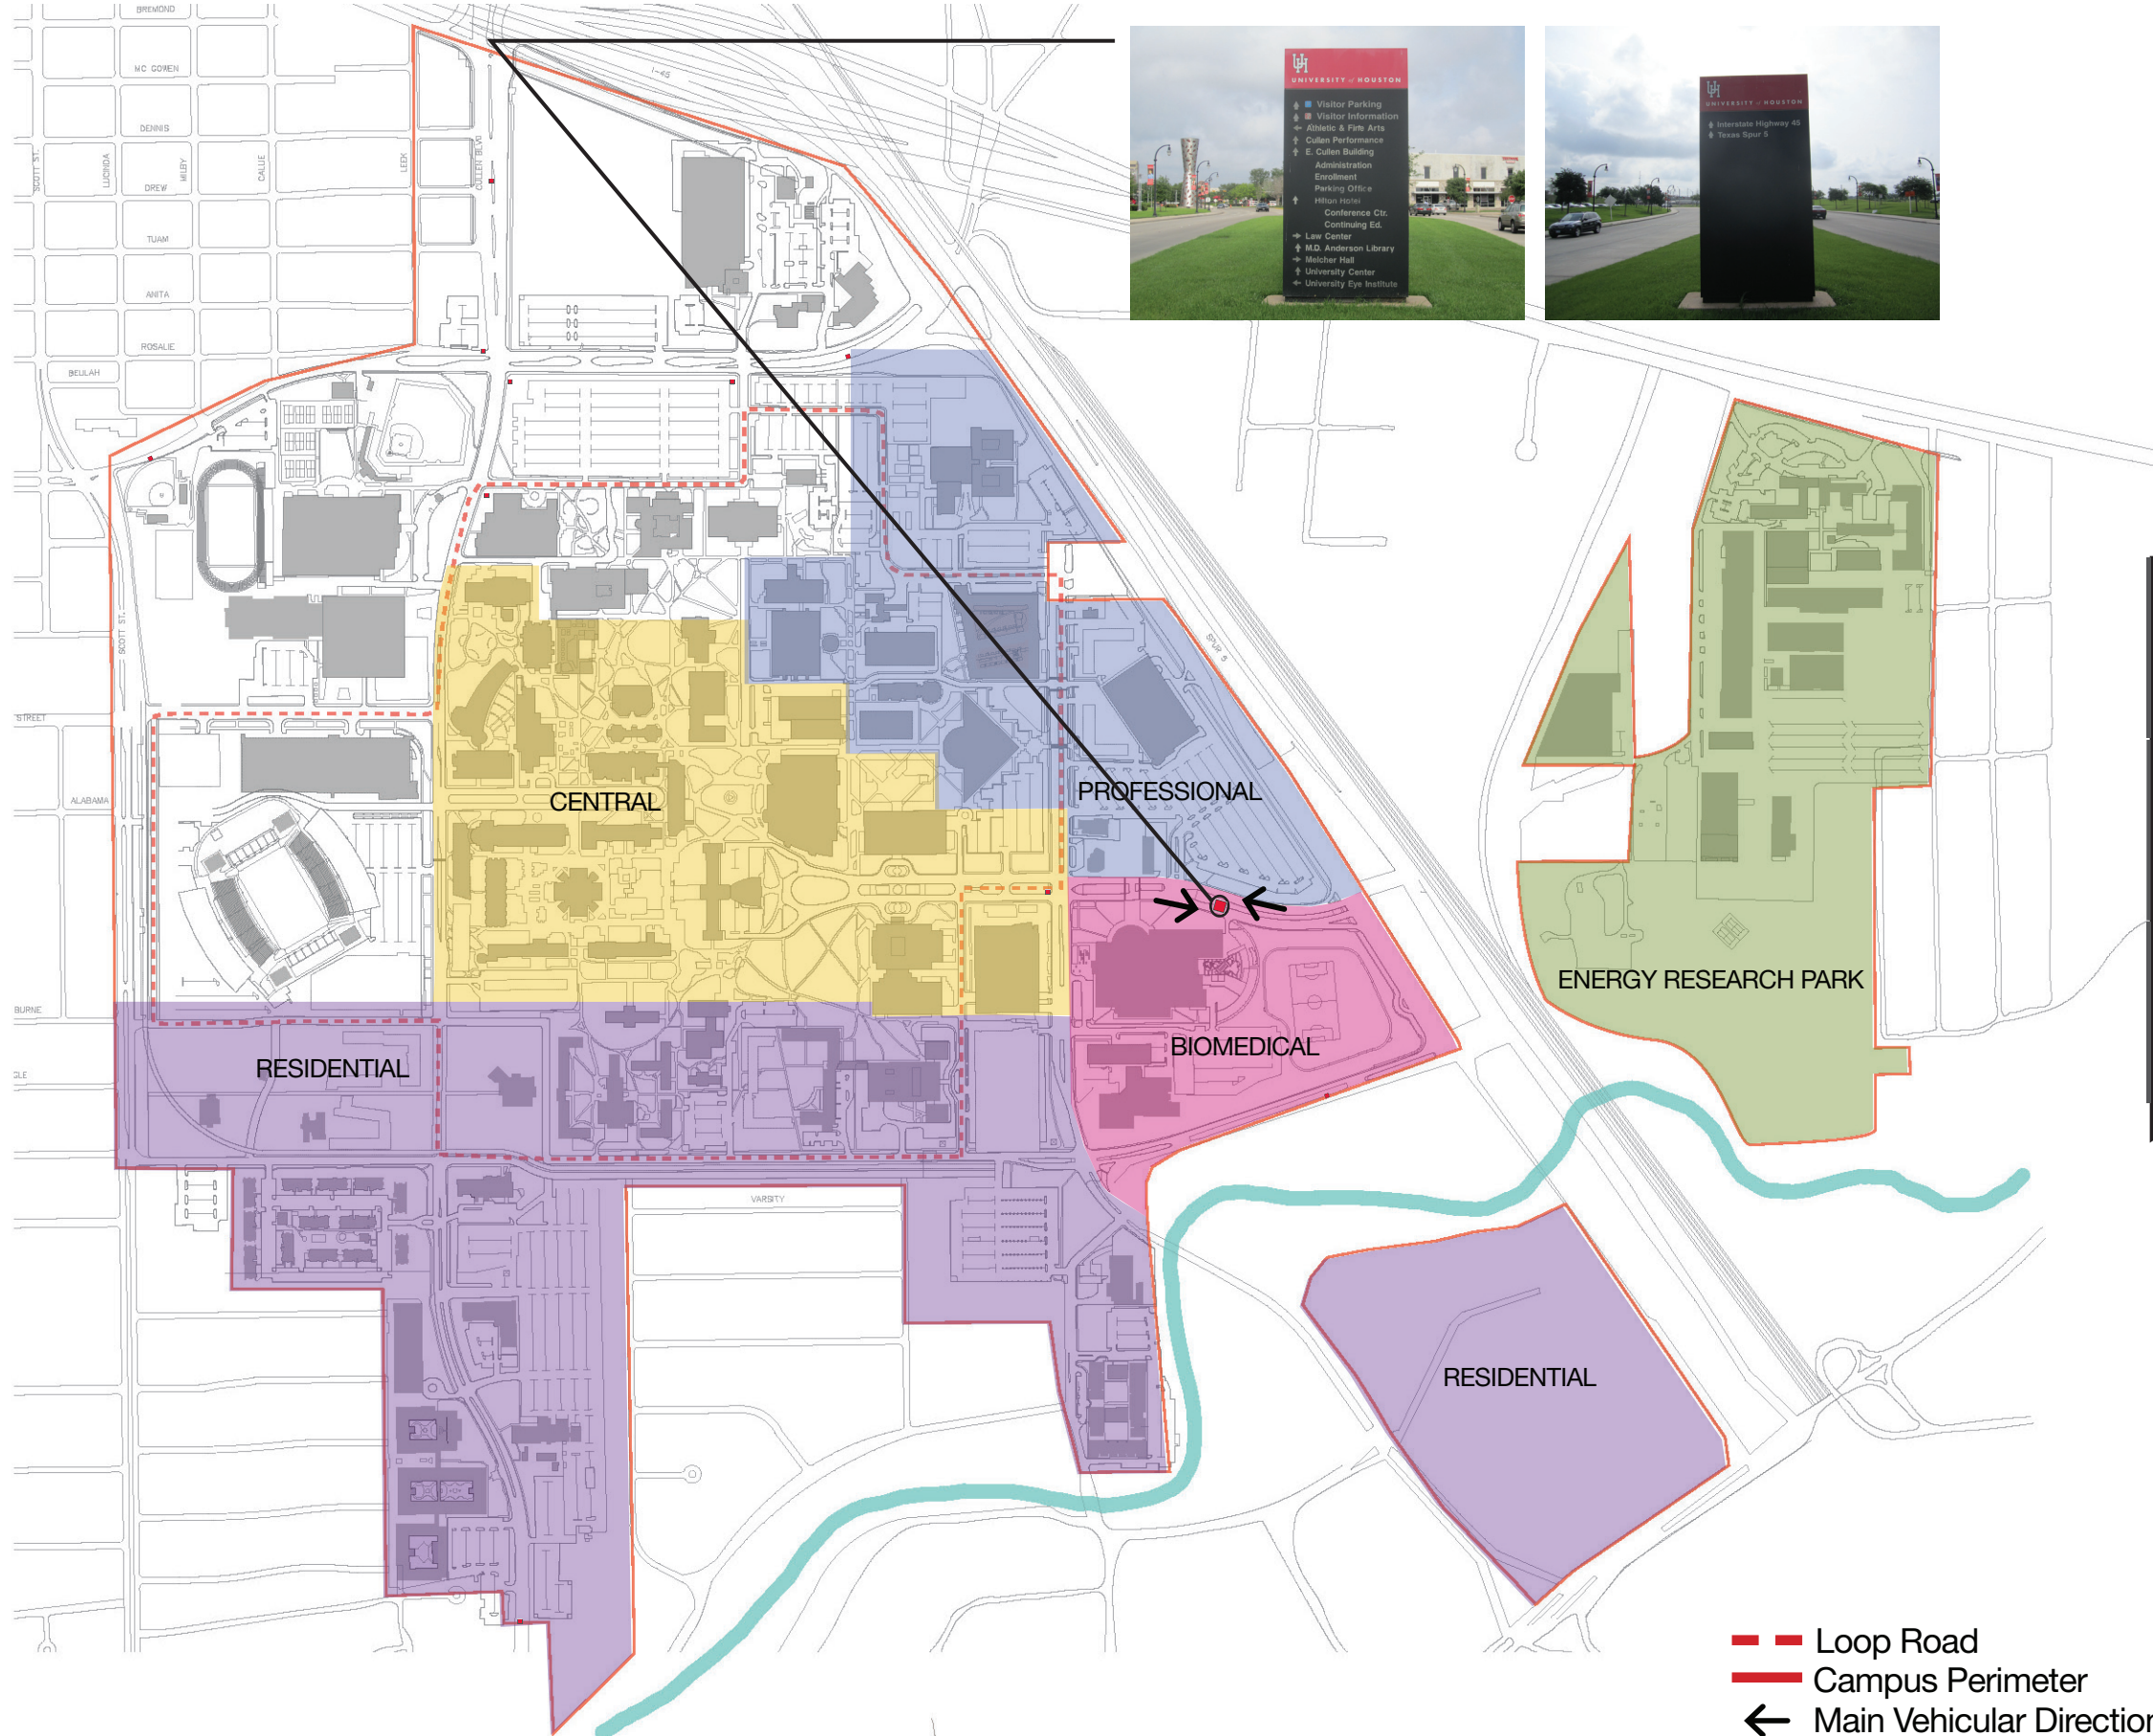 BREMOND
MC GOWEN
DENNIS
DREW
TUAM
ANITA
ROSALIE
BEULAH
SCOTT ST.
LUCINDA
MILBY
CALLIE
LEEK
CULLEN BLVD
I-45
UH
UNIVERSITY of HOUSTON
Visitor Parking
Visitor Information
Athletic & Fine Arts
Cullen Performance
E. Cullen Building
Administration
Enrollment
Parking Office
Hilton Hotel
Conference Ctr.
Continuing Ed.
Law Center
M.D. Anderson Library
Melcher Hall
University Center
University Eye Institute
UH
UNIVERSITY of HOUSTON
Interstate Highway 45
Texas Spur 5
SCOTT ST.
SPUR 5
STREET
ALABAMA
CENTRAL
PROFESSIONAL
ENERGY RESEARCH PARK
BURNE
BIOMEDICAL
RESIDENTIAL
GLE
VARSITY
RESIDENTIAL
Loop Road
Campus Perimeter
Main Vehicular Direction